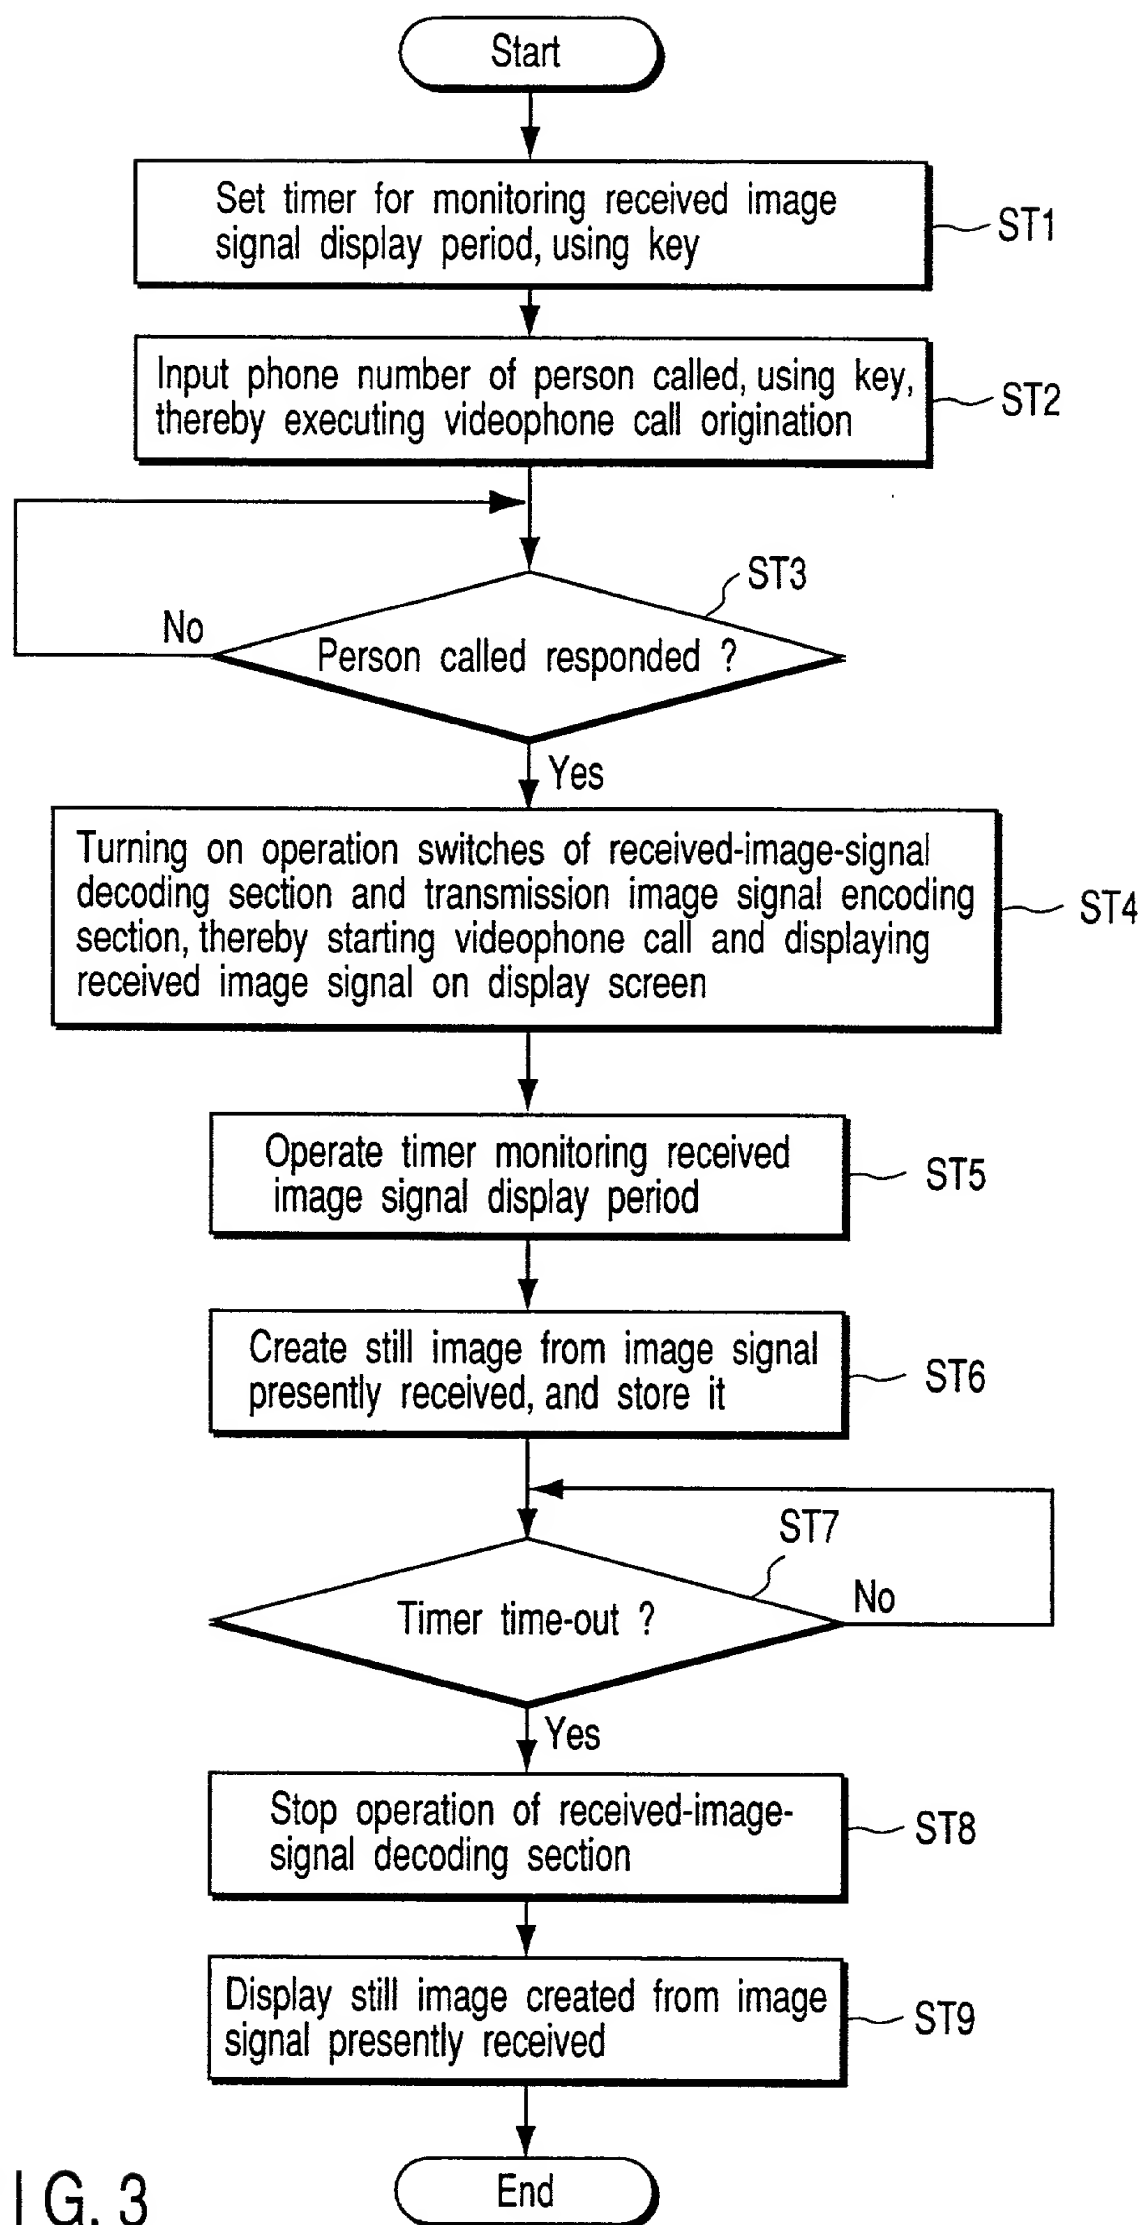 Start
Set timer for monitoring received image
signal display period, using key
ST1
Input phone number of person called, using key,
thereby executing videophone call origination
ST2
ST3
No
Person called responded ?
Yes
Turning on operation switches of received-image-signal
decoding section and transmission image signal encoding
section, thereby starting videophone call and displaying
received image signal on display screen
ST4
Operate timer monitoring received
image signal display period
ST5
Create still image from image signal
presently received, and store it
ST6
ST7
No
Timer time-out ?
Yes
Stop operation of received-image-
signal decoding section
ST8
Display still image created from image
signal presently received
ST9
End
IG. 3